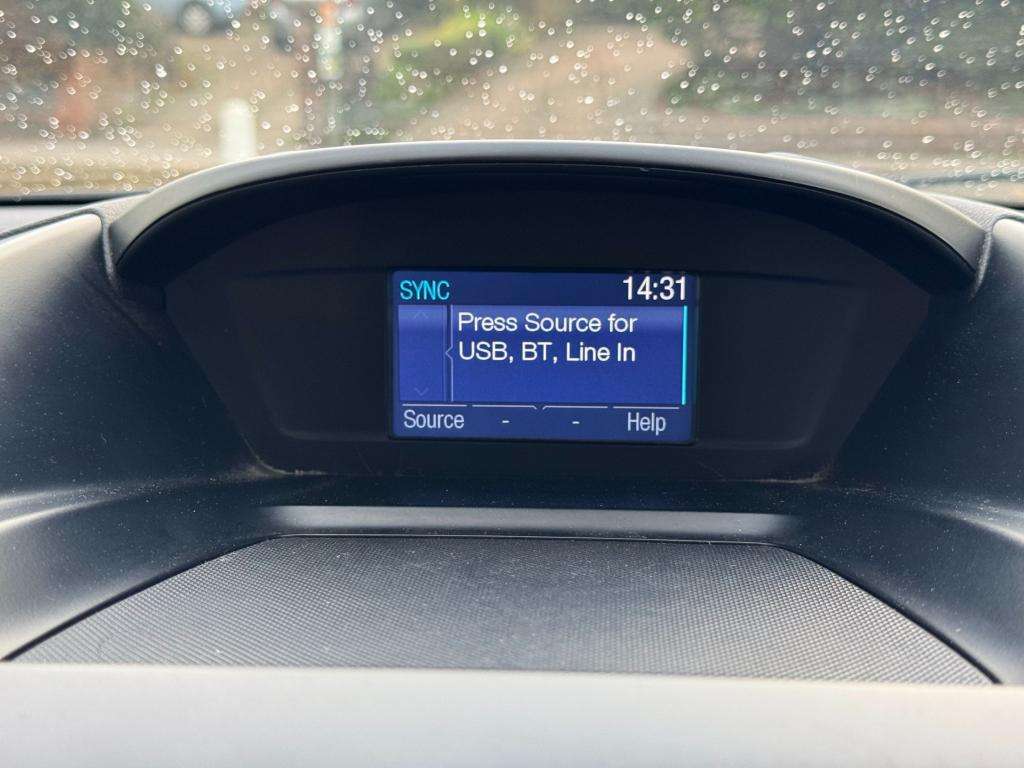 SYNC 14:31
Press Source for
USB, BT, Line In
Source - - Help